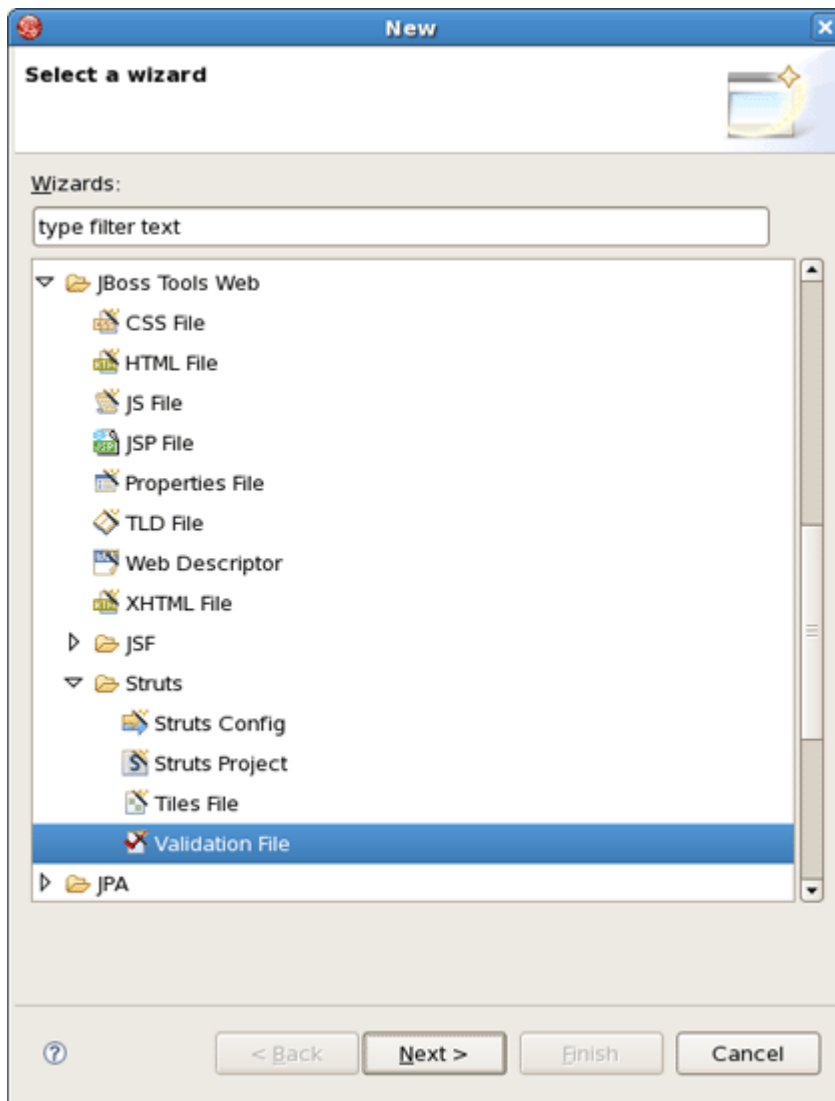 New
Select a wizard
Wizards:
type filter text
JBoss Tools Web
CSS File
HTML File
JS File
JSP File
Properties File
TLD File
Web Descriptor
XHTML File
JSF
Struts
Struts Config
Struts Project
Tiles File
Validation File
JPA
< Back Next > Finish Cancel